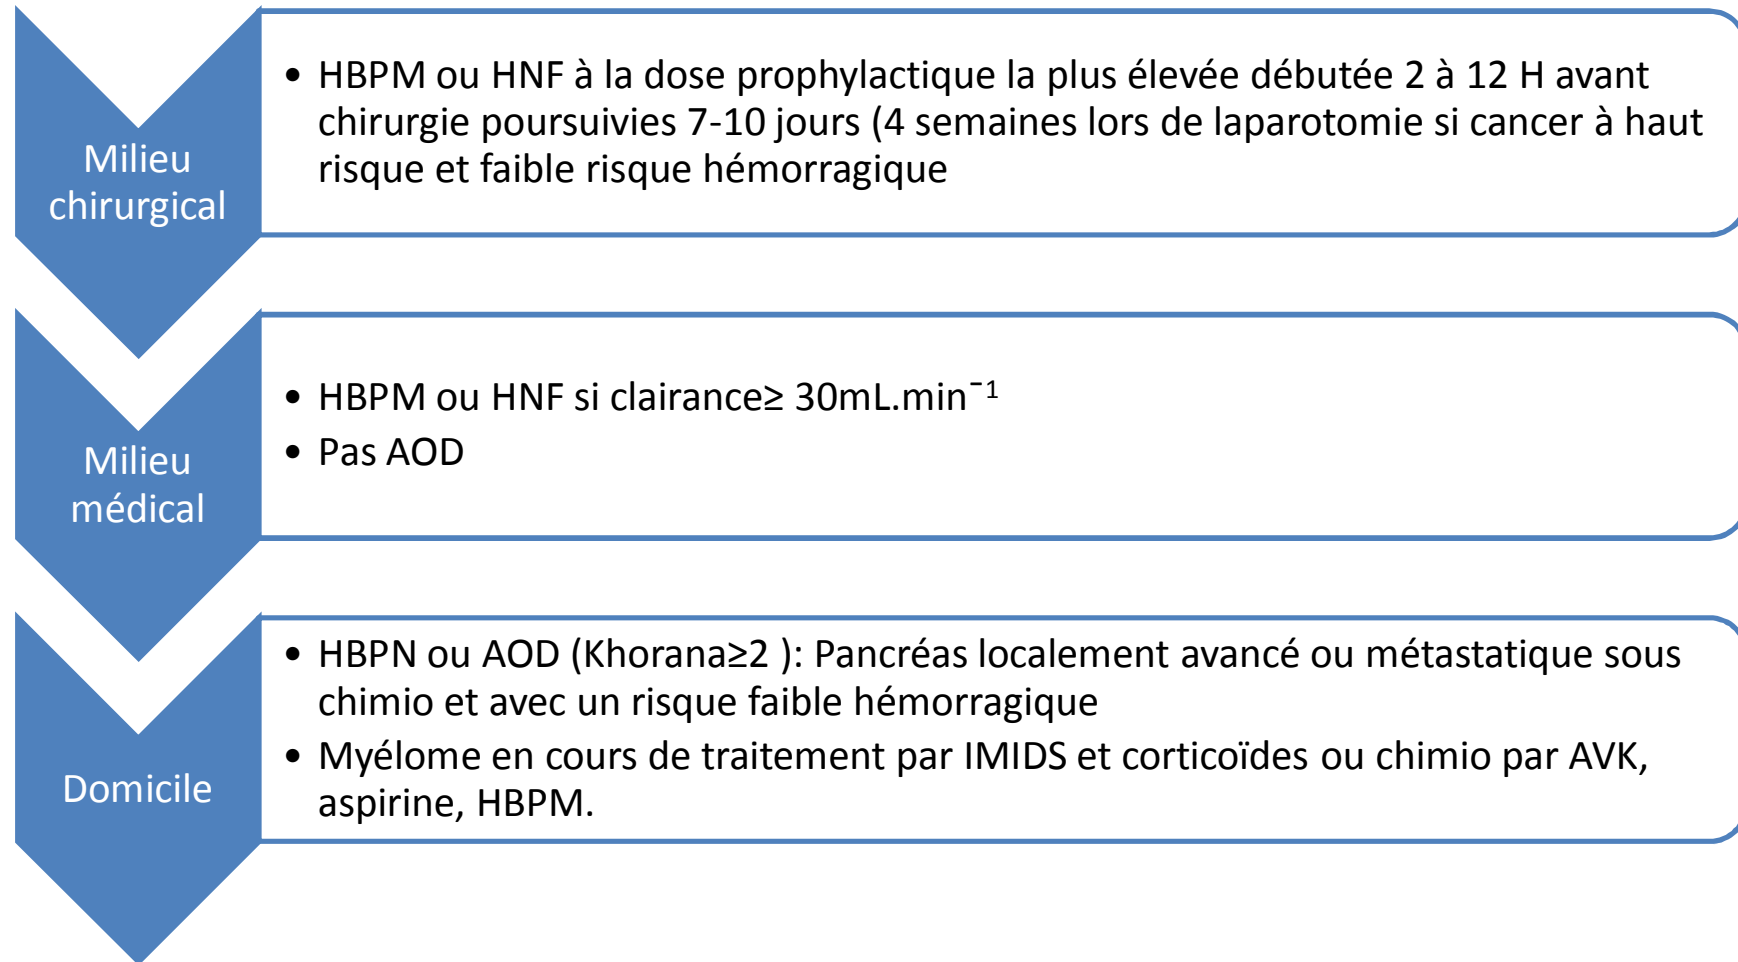 Milieu
chirurgical
• HBPM ou HNF à la dose prophylactique la plus élevée débutée 2 à 12 H avant
chirurgie poursuivies 7-10 jours (4 semaines lors de laparotomie si cancer à haut
risque et faible risque hémorragique
Milieu
médical
• HBPM ou HNF si clairance≥ 30mL.min⁻¹
• Pas AOD
Domicile
• HBPN ou AOD (Khorana≥2 ): Pancréas localement avancé ou métastatique sous
chimio et avec un risque faible hémorragique
• Myélome en cours de traitement par IMIDS et corticoïdes ou chimio par AVK,
aspirine, HBPM.